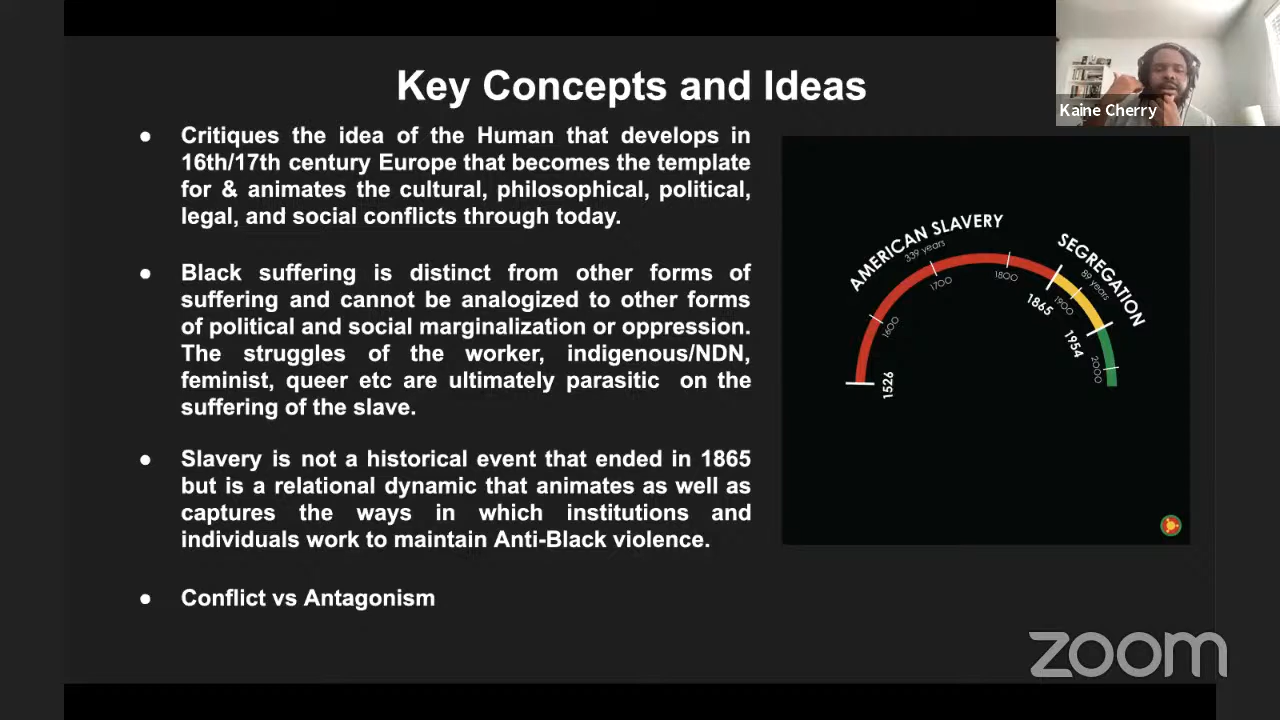 Key Concepts and Ideas
Kaine Cherry
● Critiques the idea of the Human that develops in
16th/17th century Europe that becomes the template
for & animates the cultural, philosophical, political,
legal, and social conflicts through today.
● Black suffering is distinct from other forms of
suffering and cannot be analogized to other forms
of political and social marginalization or oppression.
The struggles of the worker, indigenous/NDN,
feminist, queer etc are ultimately parasitic on the
suffering of the slave.
● Slavery is not a historical event that ended in 1865
but is a relational dynamic that animates as well as
captures the ways in which institutions and
individuals work to maintain Anti-Black violence.
● Conflict vs Antagonism
AMERICAN SLAVERY
339 years
SEGREGATION
89 years
1526
1600
1700
1800
1865
1900
1954
2000
zoom